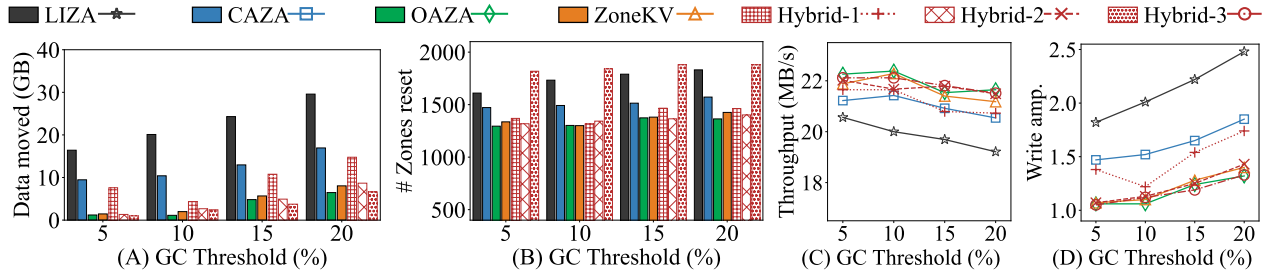 LIZA CAZA OAZA ZoneKV Hybrid-1 Hybrid-2 Hybrid-3
Data moved (GB)
40
30
20
10
0
5 10 15 20
(A) GC Threshold (%)
# Zones reset
2000
1600
1500
1000
500
5 10 15 20
(B) GC Threshold (%)
Throughput (MB/s)
22
20
18
5 10 15 20
(C) GC Threshold (%)
Write amp.
2.5
2.0
1.5
1.0
5 10 15 20
(D) GC Threshold (%)